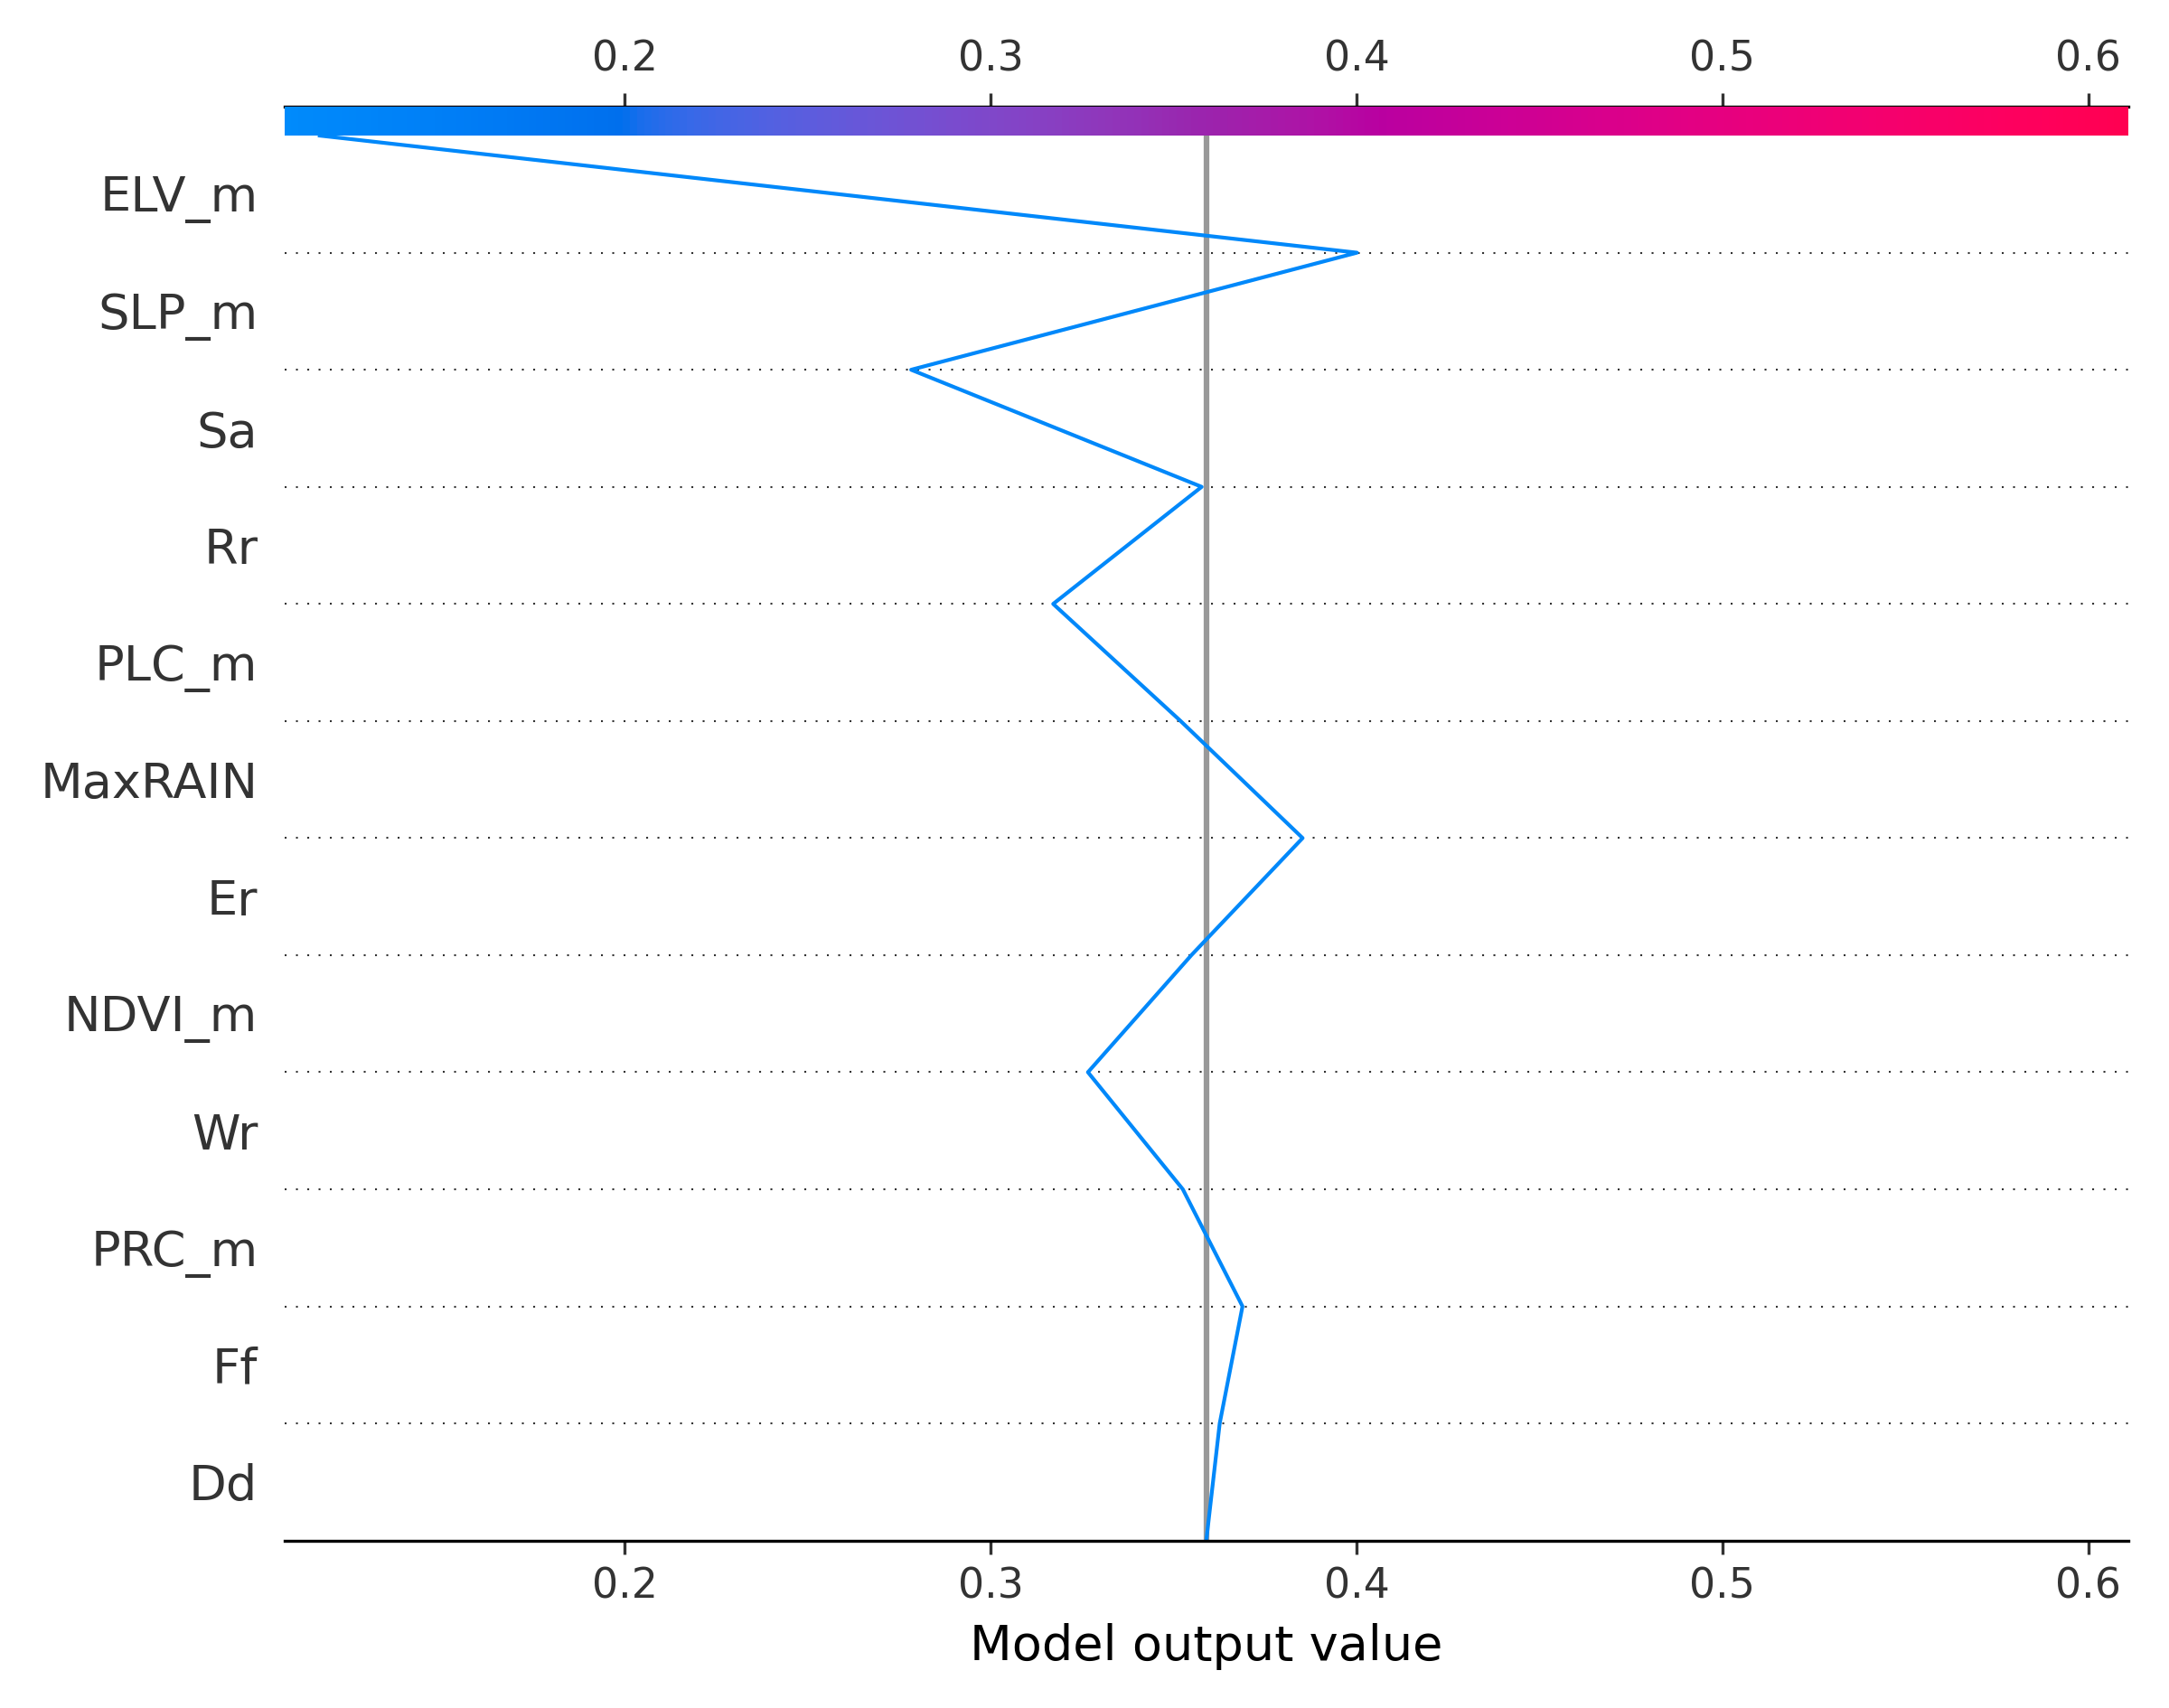 0.2 0.3 0.4 0.5 0.6
ELV_m
SLP_m
Sa
Rr
PLC_m
MaxRAIN
Er
NDVI_m
Wr
PRC_m
Ff
Dd
0.2 0.3 0.4 0.5 0.6
Model output value